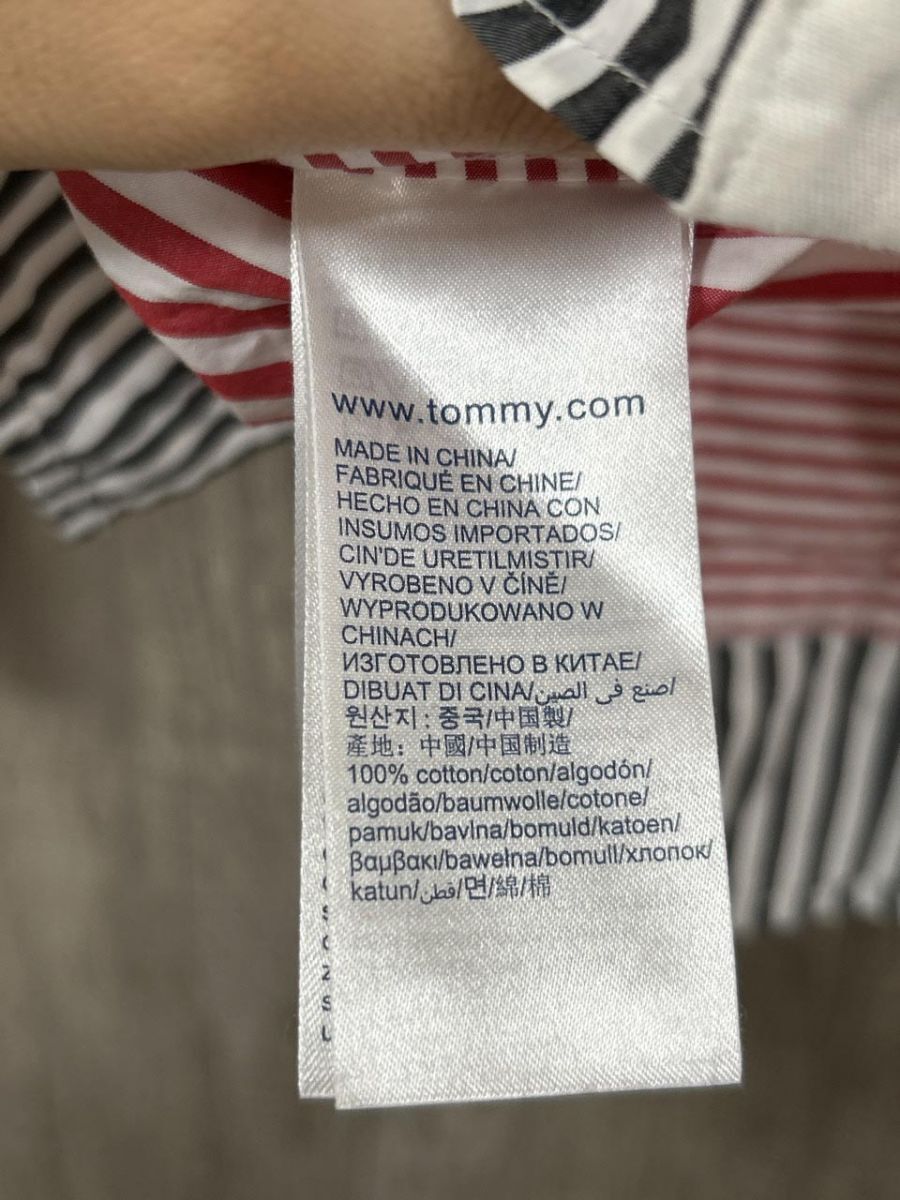 www.tommy.com
MADE IN CHINA/
FABRIQUÉ EN CHINE/
HECHO EN CHINA CON
INSUMOS IMPORTADOS/
CIN'DE URETILMISTIR/
VYROBENO V ČÍNĚ/
WYPRODUKOWANO W
CHINACH/
ИЗГОТОВЛЕНО В КИТАЕ/
DIBUAT DI CINA/صنع في الصين/
원산지 : 중국/中国製/
產地：中國/中国制造
100% cotton/coton/algodón/
algodão/baumwolle/cotone/
pamuk/bavlna/bomuld/katoen/
βαμβακι/bawełna/bomull/хлопок/
katun/قطن/면/綿/棉